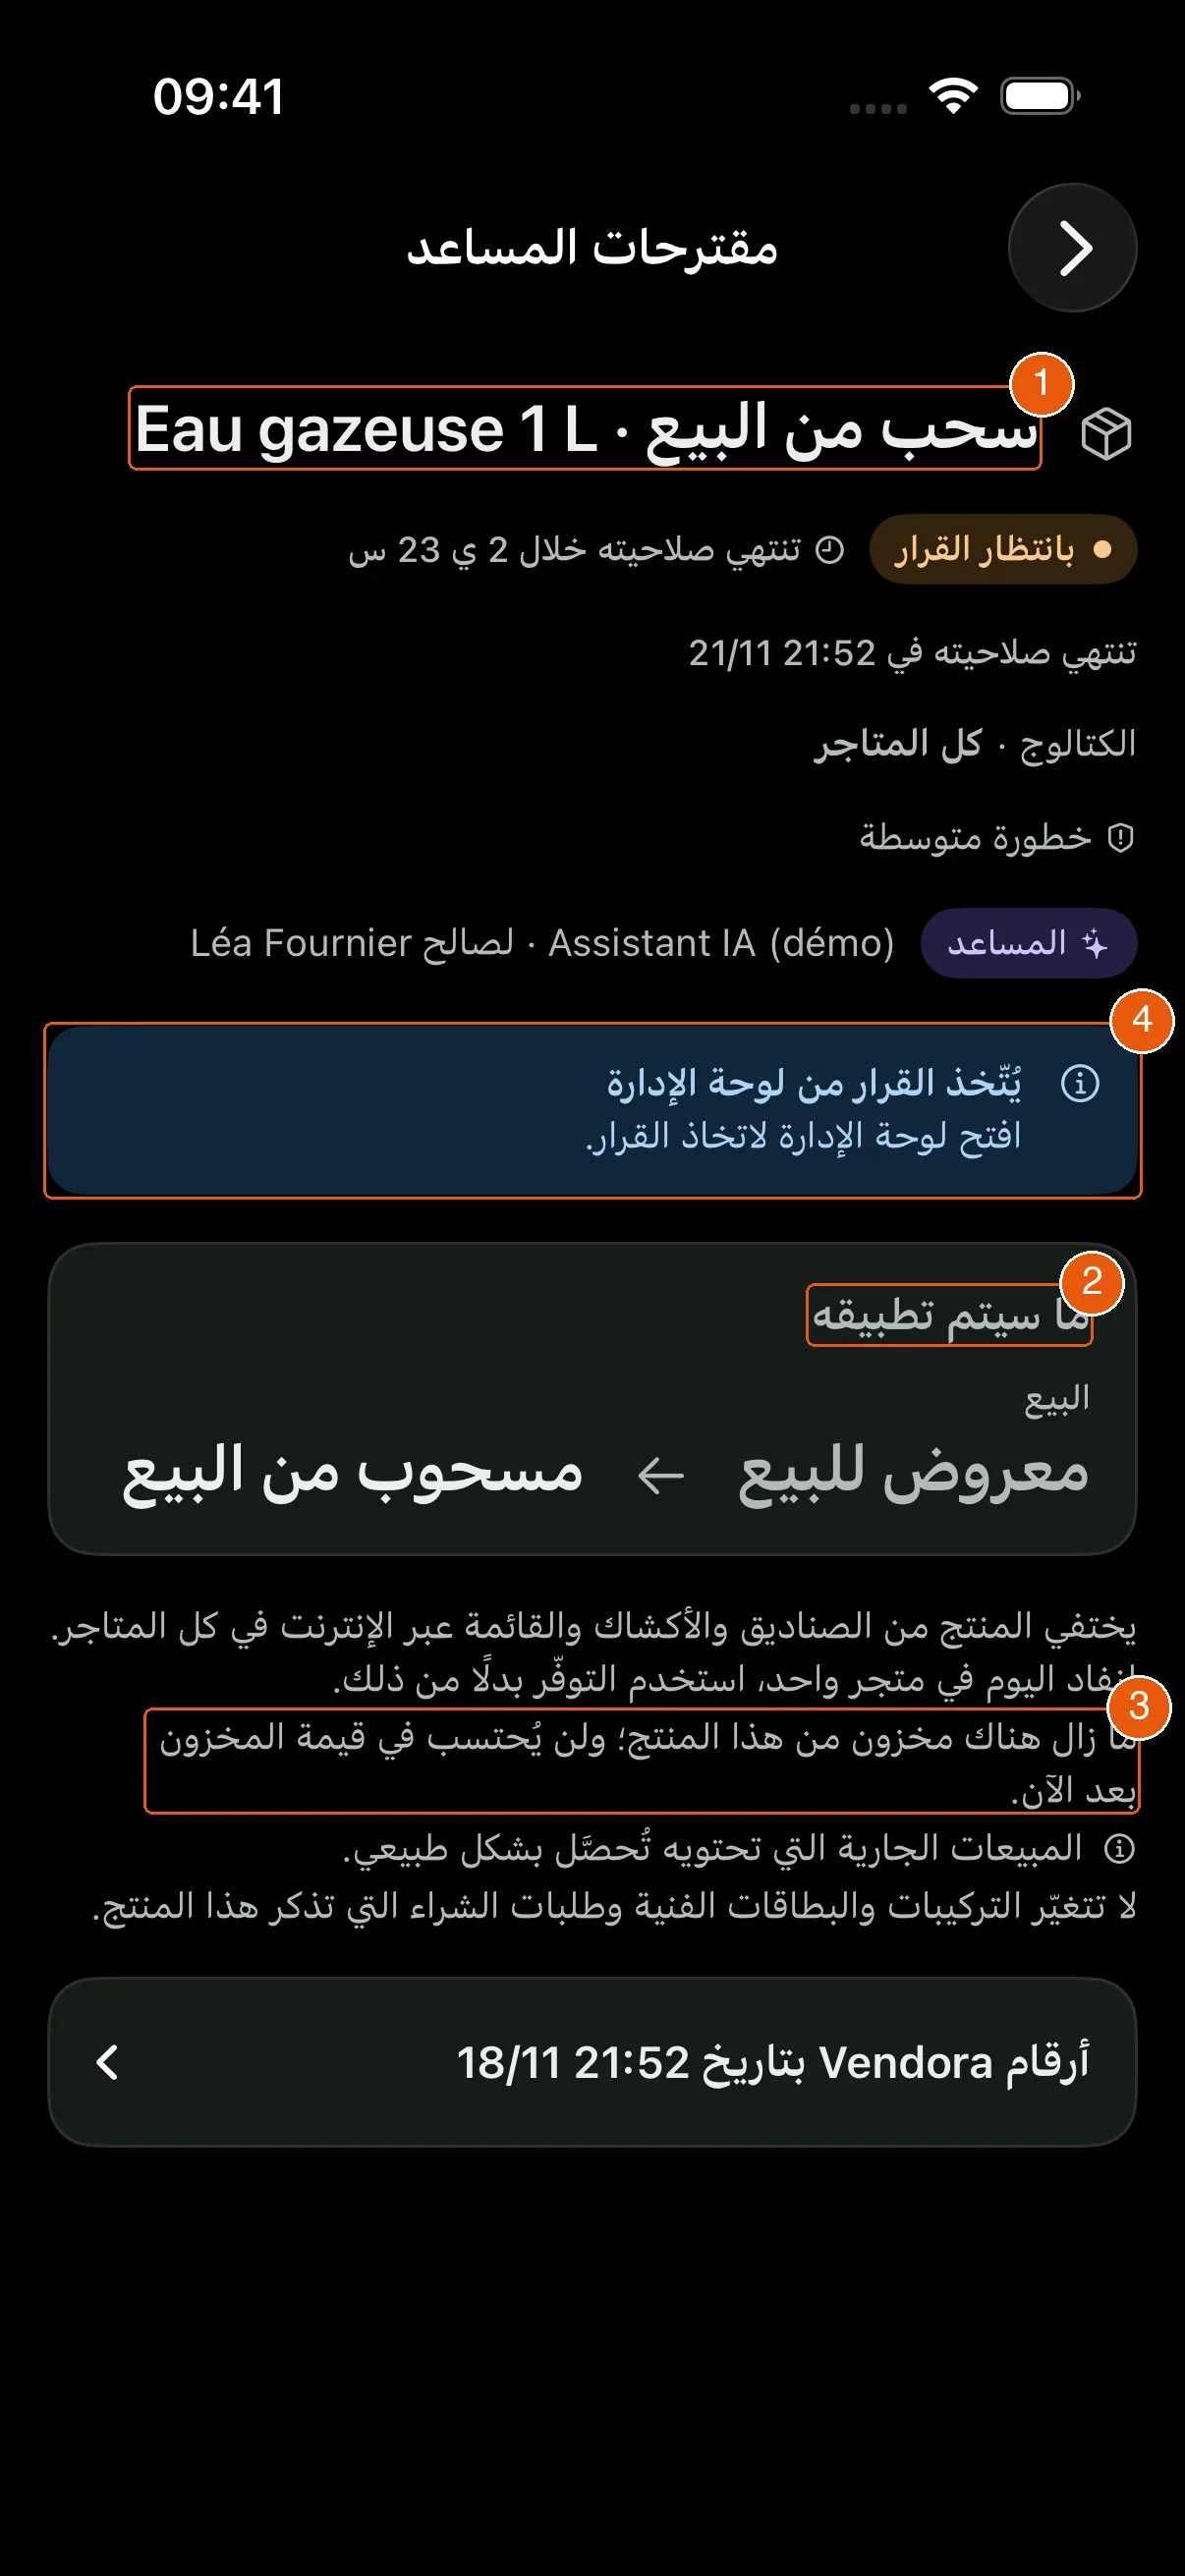 09:41
مقترحات المساعد
1
سحب من البيع · Eau gazeuse 1 L
بانتظار القرار
تنتهي صلاحيته خلال 2 ي 23 س
تنتهي صلاحيته في 21:52 21/11
الكتالوج · كل المتاجر
خطورة متوسطة
المساعد
Assistant IA (démo) · لصالح Léa Fournier
4
يُتّخذ القرار من لوحة الإدارة
افتح لوحة الإدارة لاتخاذ القرار.
2
ما سيتم تطبيقه
البيع
معروض للبيع ← مسحوب من البيع
يختفي المنتج من الصناديق والأكشاك والقائمة عبر الإنترنت في كل المتاجر.
لنفاد اليوم في متجر واحد، استخدم التوفّر بدلًا من ذلك.
3
ما زال هناك مخزون من هذا المنتج؛ ولن يُحتسب في قيمة المخزون
بعد الآن.
المبيعات الجارية التي تحتويه تُحصَّل بشكل طبيعي.
لا تتغيّر التركيبات والبطاقات الفنية وطلبات الشراء التي تذكر هذا المنتج.
أرقام Vendora بتاريخ 21:52 18/11